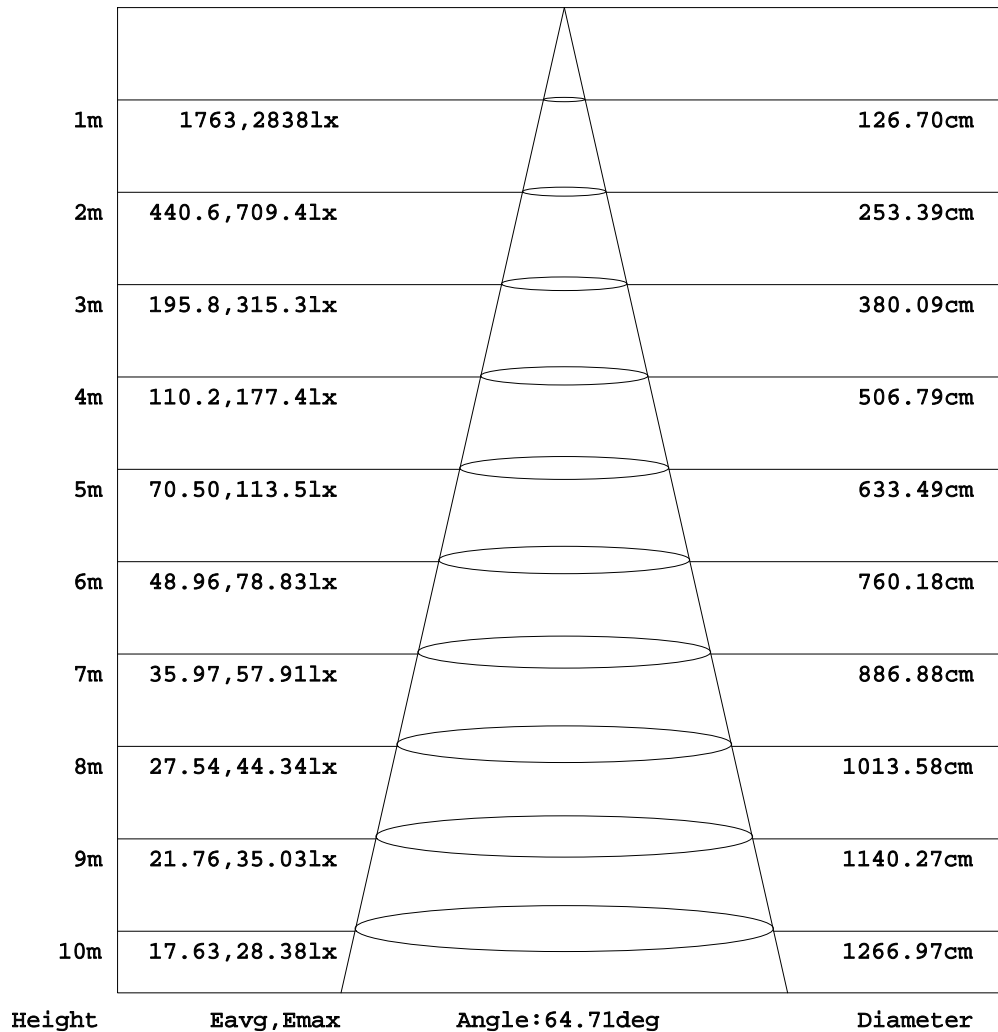 1m 1763,2838lx 126.70cm
2m 440.6,709.4lx 253.39cm
3m 195.8,315.3lx 380.09cm
4m 110.2,177.4lx 506.79cm
5m 70.50,113.5lx 633.49cm
6m 48.96,78.83lx 760.18cm
7m 35.97,57.91lx 886.88cm
8m 27.54,44.34lx 1013.58cm
9m 21.76,35.03lx 1140.27cm
10m 17.63,28.38lx 1266.97cm
Height Eavg,Emax Angle:64.71deg Diameter